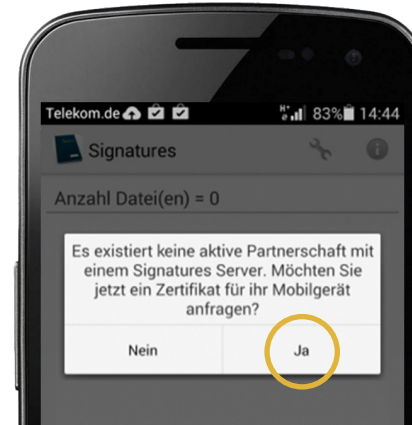 Telekom.de 83% 14:44
Signatures
Anzahl Datei(en) = 0
Es existiert keine aktive Partnerschaft mit
einem Signatures Server. Möchten Sie
jetzt ein Zertifikat für ihr Mobilgerät
anfragen?
Nein Ja